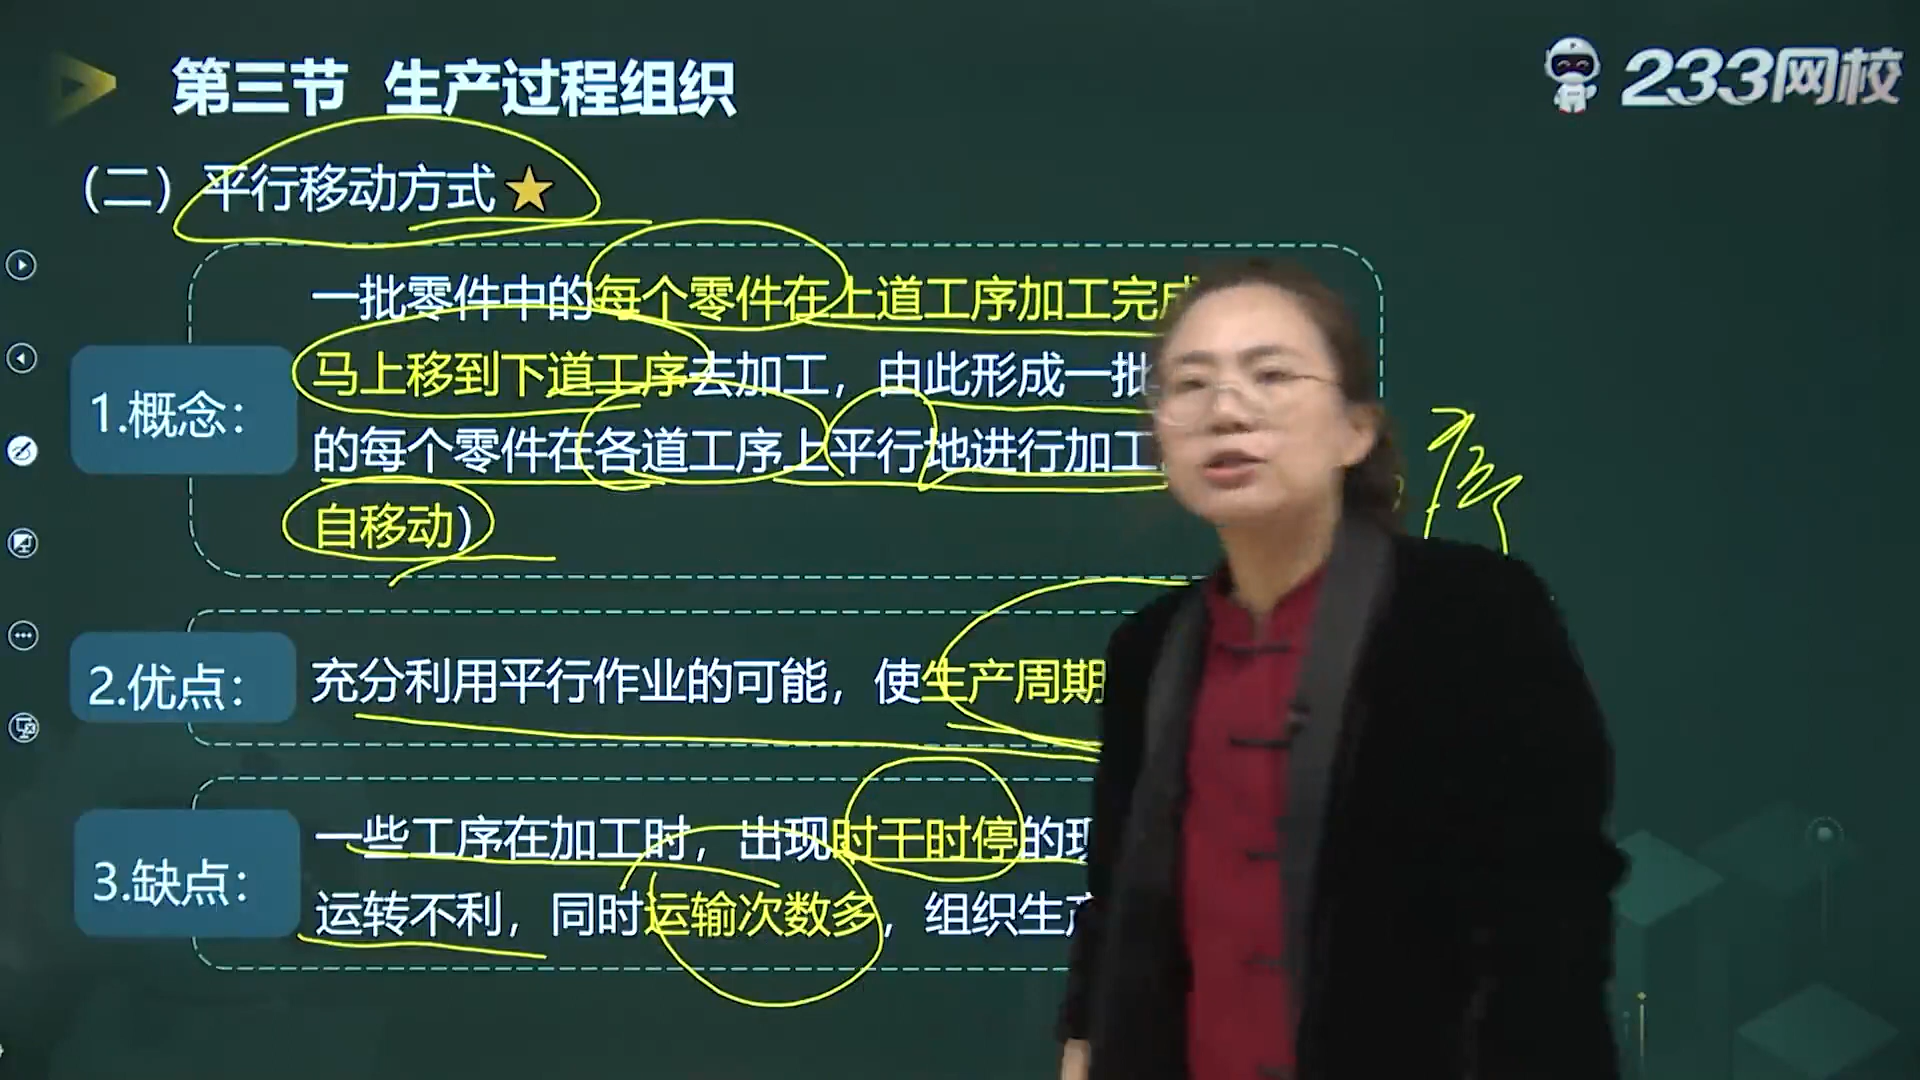 第三节 生产过程组织
233网校
(二) 平行移动方式
一批零件中的每个零件在上道工序加工完成
1.概念:
马上移到下道工序去加工, 由此形成一批
的每个零件在各道工序上平行地进行加工
自移动)
2.优点:
充分利用平行作业的可能, 使生产周期
3.缺点:
一些工序在加工时, 出现时干时停的现
运转不利, 同时运输次数多, 组织生产